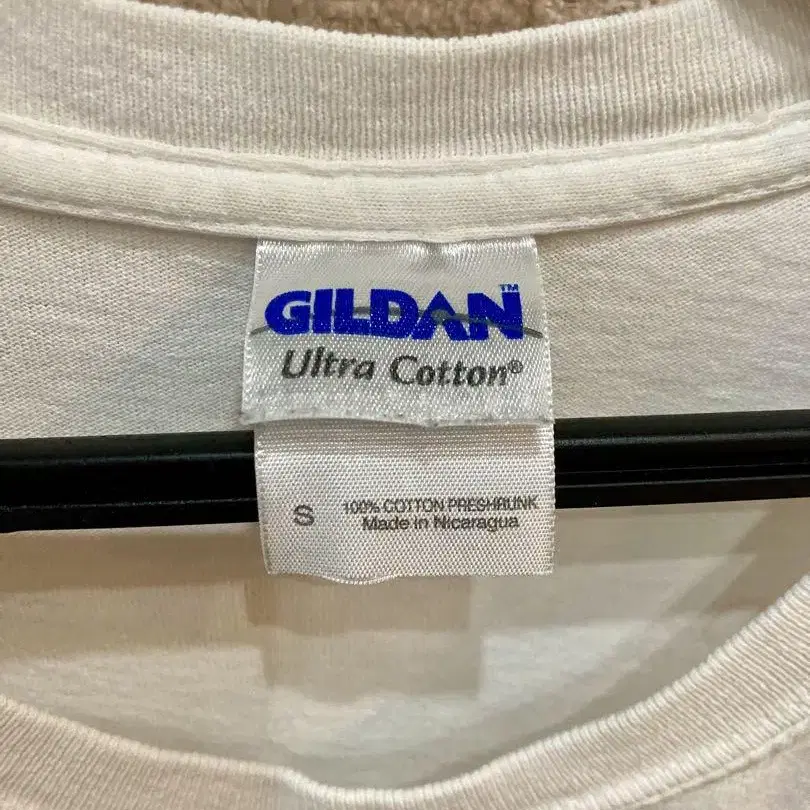 GILDAN™
Ultra Cotton®
S
100% COTTON PRESHRUNK
Made in Nicaragua